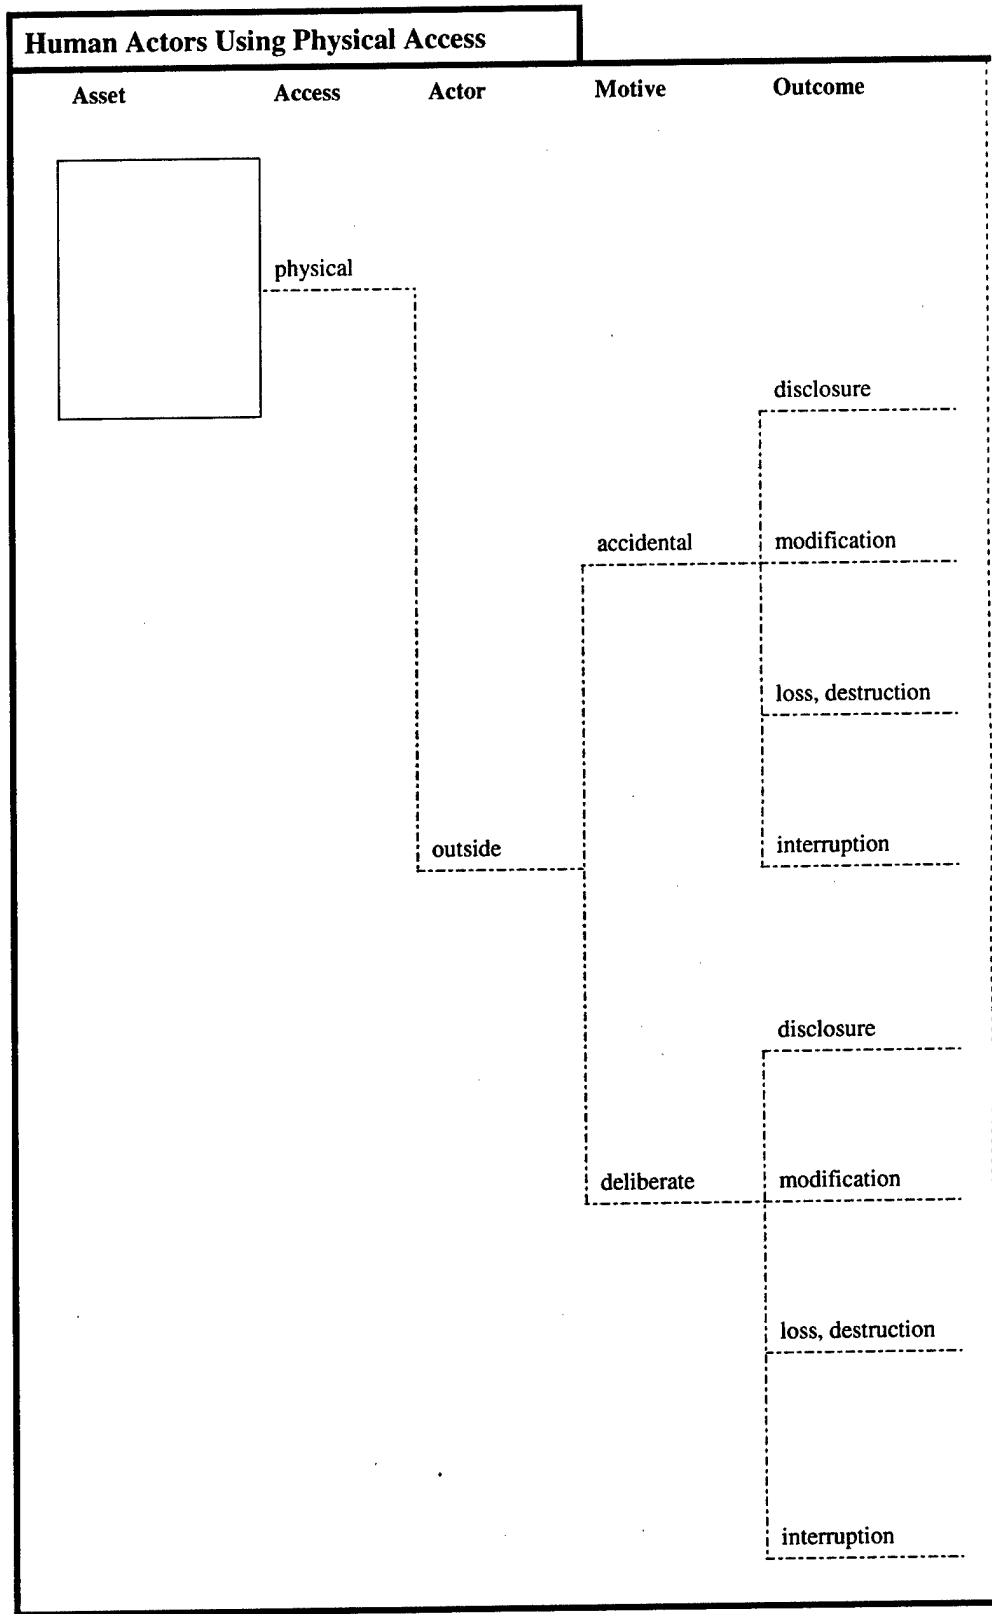 Human Actors Using Physical Access
Asset Access Actor Motive Outcome
physical
disclosure
accidental modification
loss, destruction
outside interruption
disclosure
deliberate modification
loss, destruction
interruption